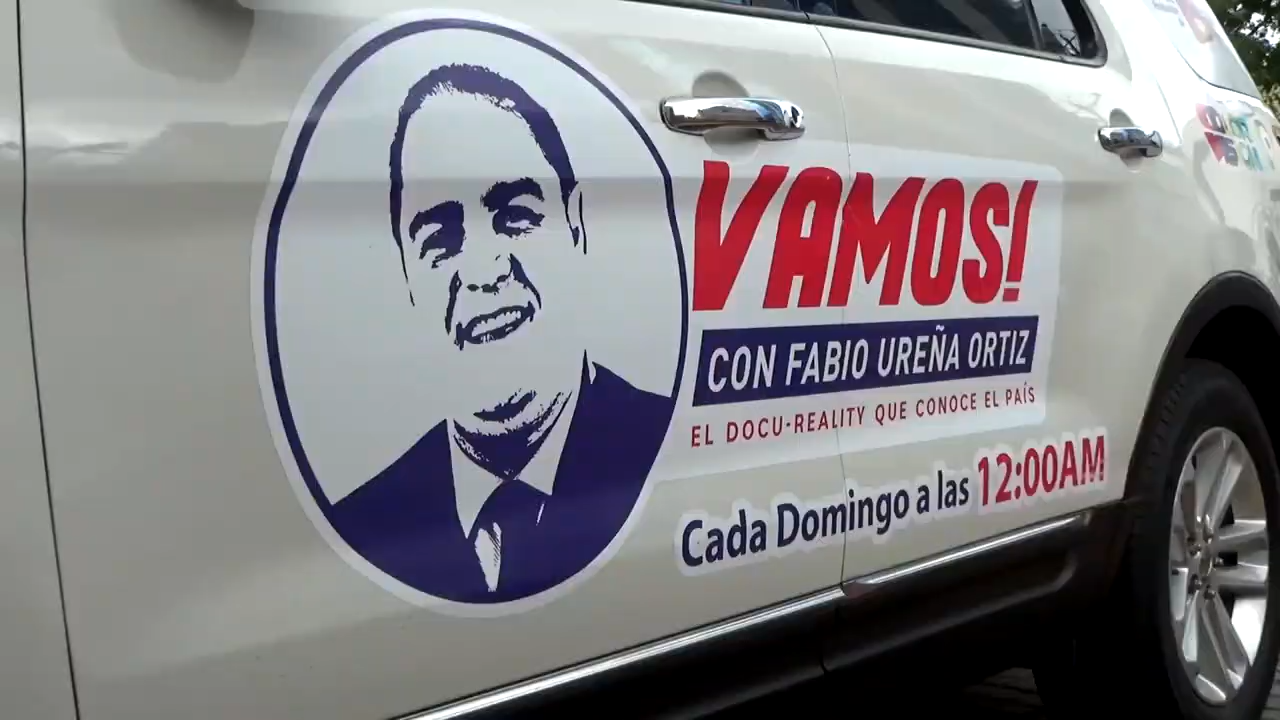 VAMOS!
CON FABIO UREÑA ORTIZ
EL DOCU-REALITY QUE CONOCE EL PAÍS
Cada Domingo a las 12:00AM